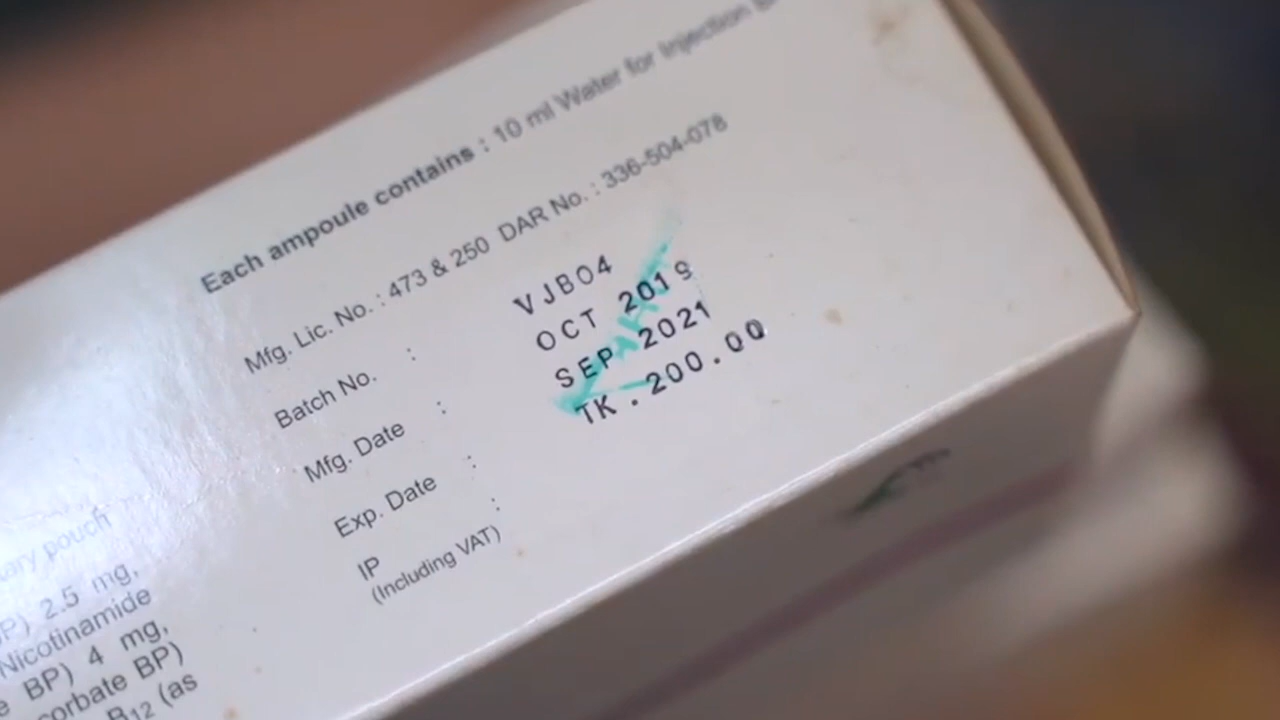 Each ampoule contains : 10 ml Water for Injection
Mfg. Lic. No. : 473 & 250 DAR No. : 336-504-078
Batch No. : VJB04
Mfg. Date : OCT 2019
Exp. Date : SEP 2021
IP : TK.200.00
(Including VAT)
pouch
2.5 mg,
Nicotinamide
BP) 4 mg,
BP)
B12 (as